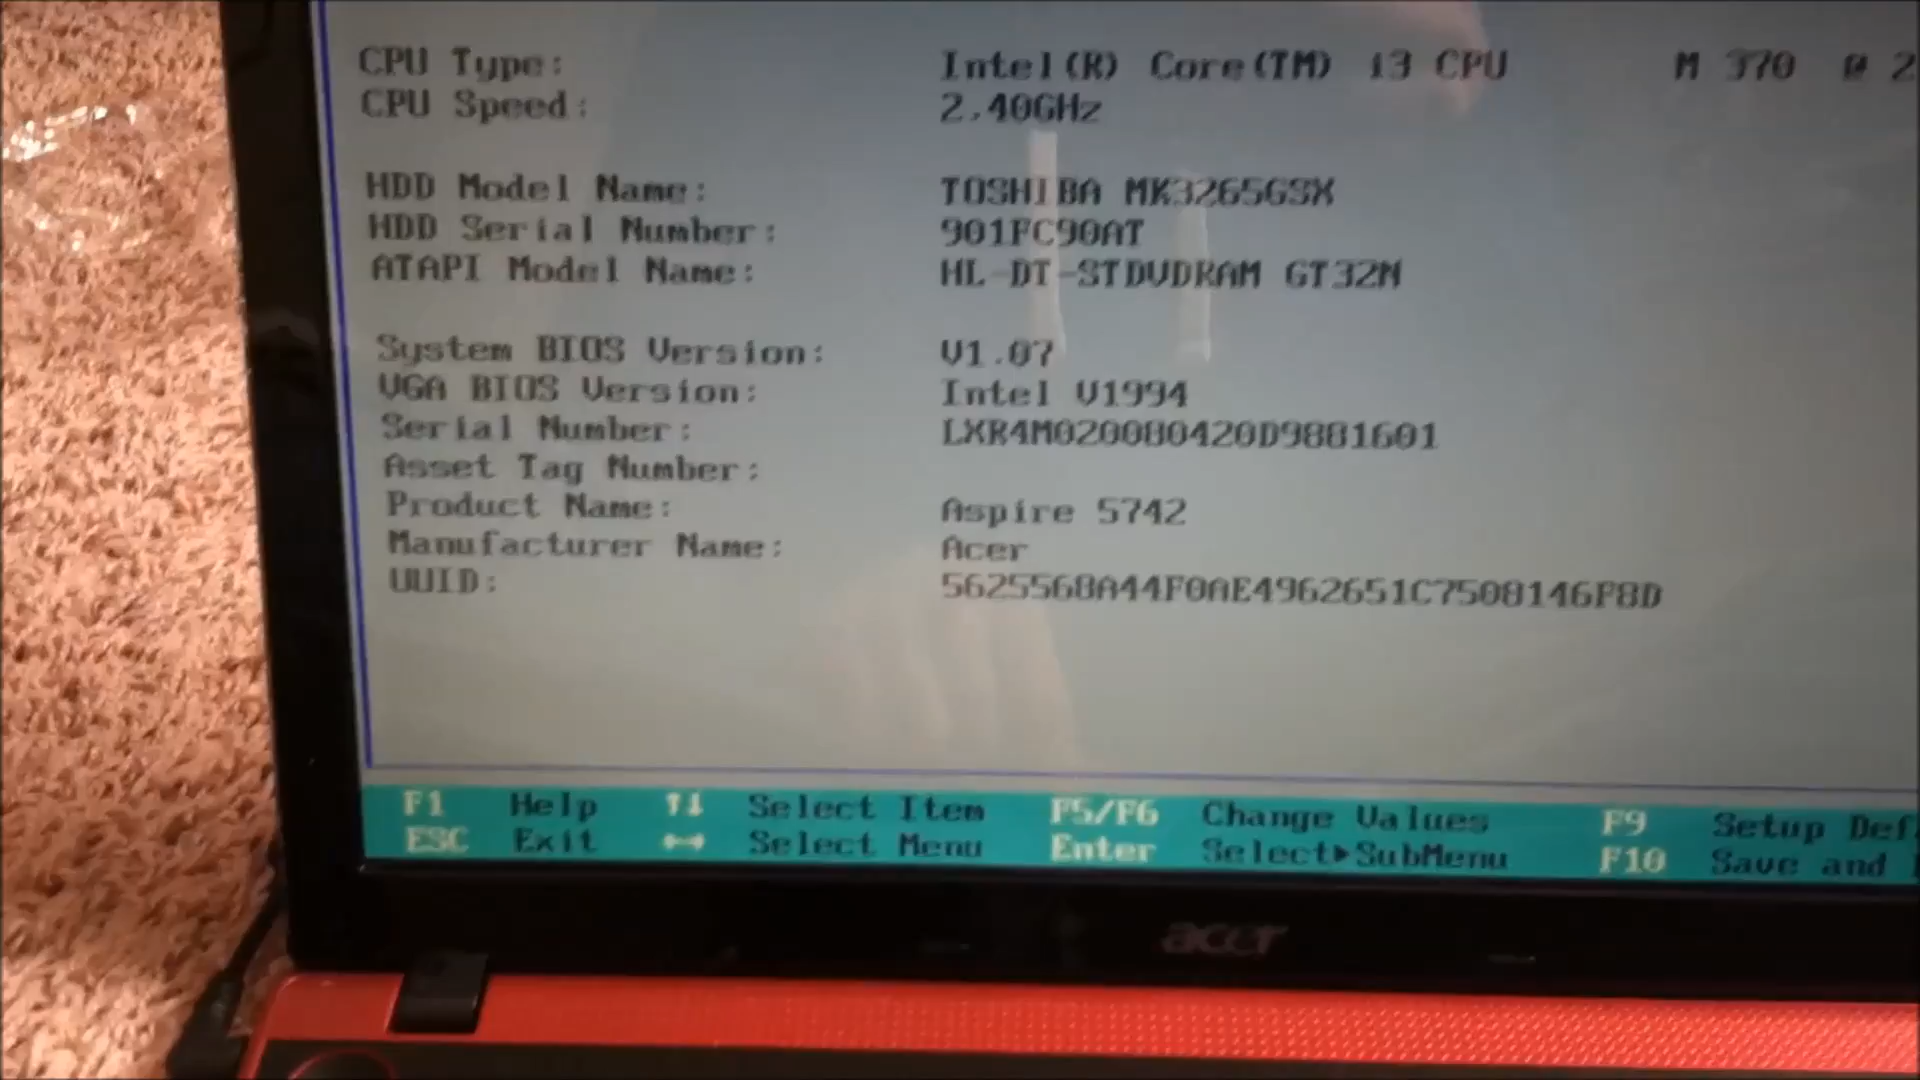 CPU Type: Intel(R) Core(TM) i3 CPU M 370 @ 2
CPU Speed: 2.40GHz
HDD Model Name: TOSHIBA MK3265GSX
HDD Serial Number: 901FC90AT
ATAPI Model Name: HL-DT-STDVDRAM GT32N
System BIOS Version: V1.07
VGA BIOS Version: Intel V1994
Serial Number: LXR4M020080420D9881601
Asset Tag Number:
Product Name: Aspire 5742
Manufacturer Name: Acer
UUID: 5625568A44F0AE4962651C7508146F8D
F1 Help ↑↓ Select Item F5/F6 Change Values F9 Setup Def
ESC Exit ↔ Select Menu Enter Select▶SubMenu F10 Save and
acer